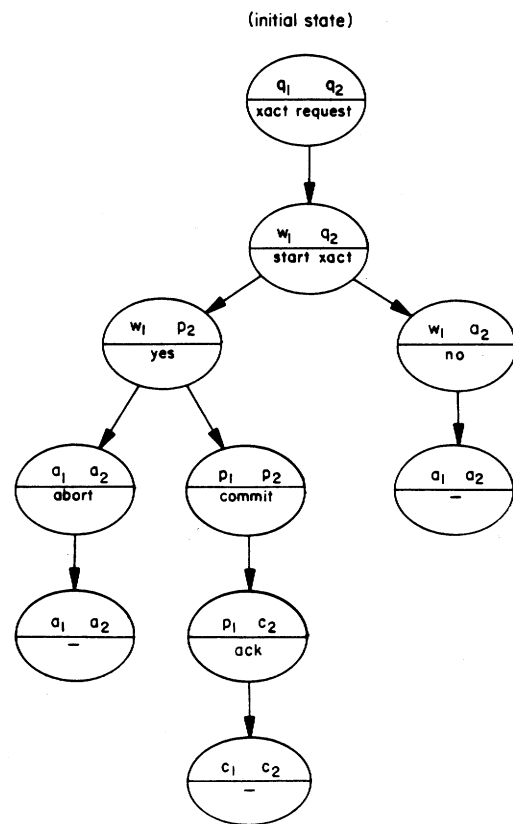 (initial state)
q₁ q₂
xact request
w₁ q₂
start xact
w₁ p₂
yes
w₁ a₂
no
a₁ a₂
abort
p₁ p₂
commit
a₁ a₂
–
a₁ a₂
–
p₁ c₂
ack
c₁ c₂
–